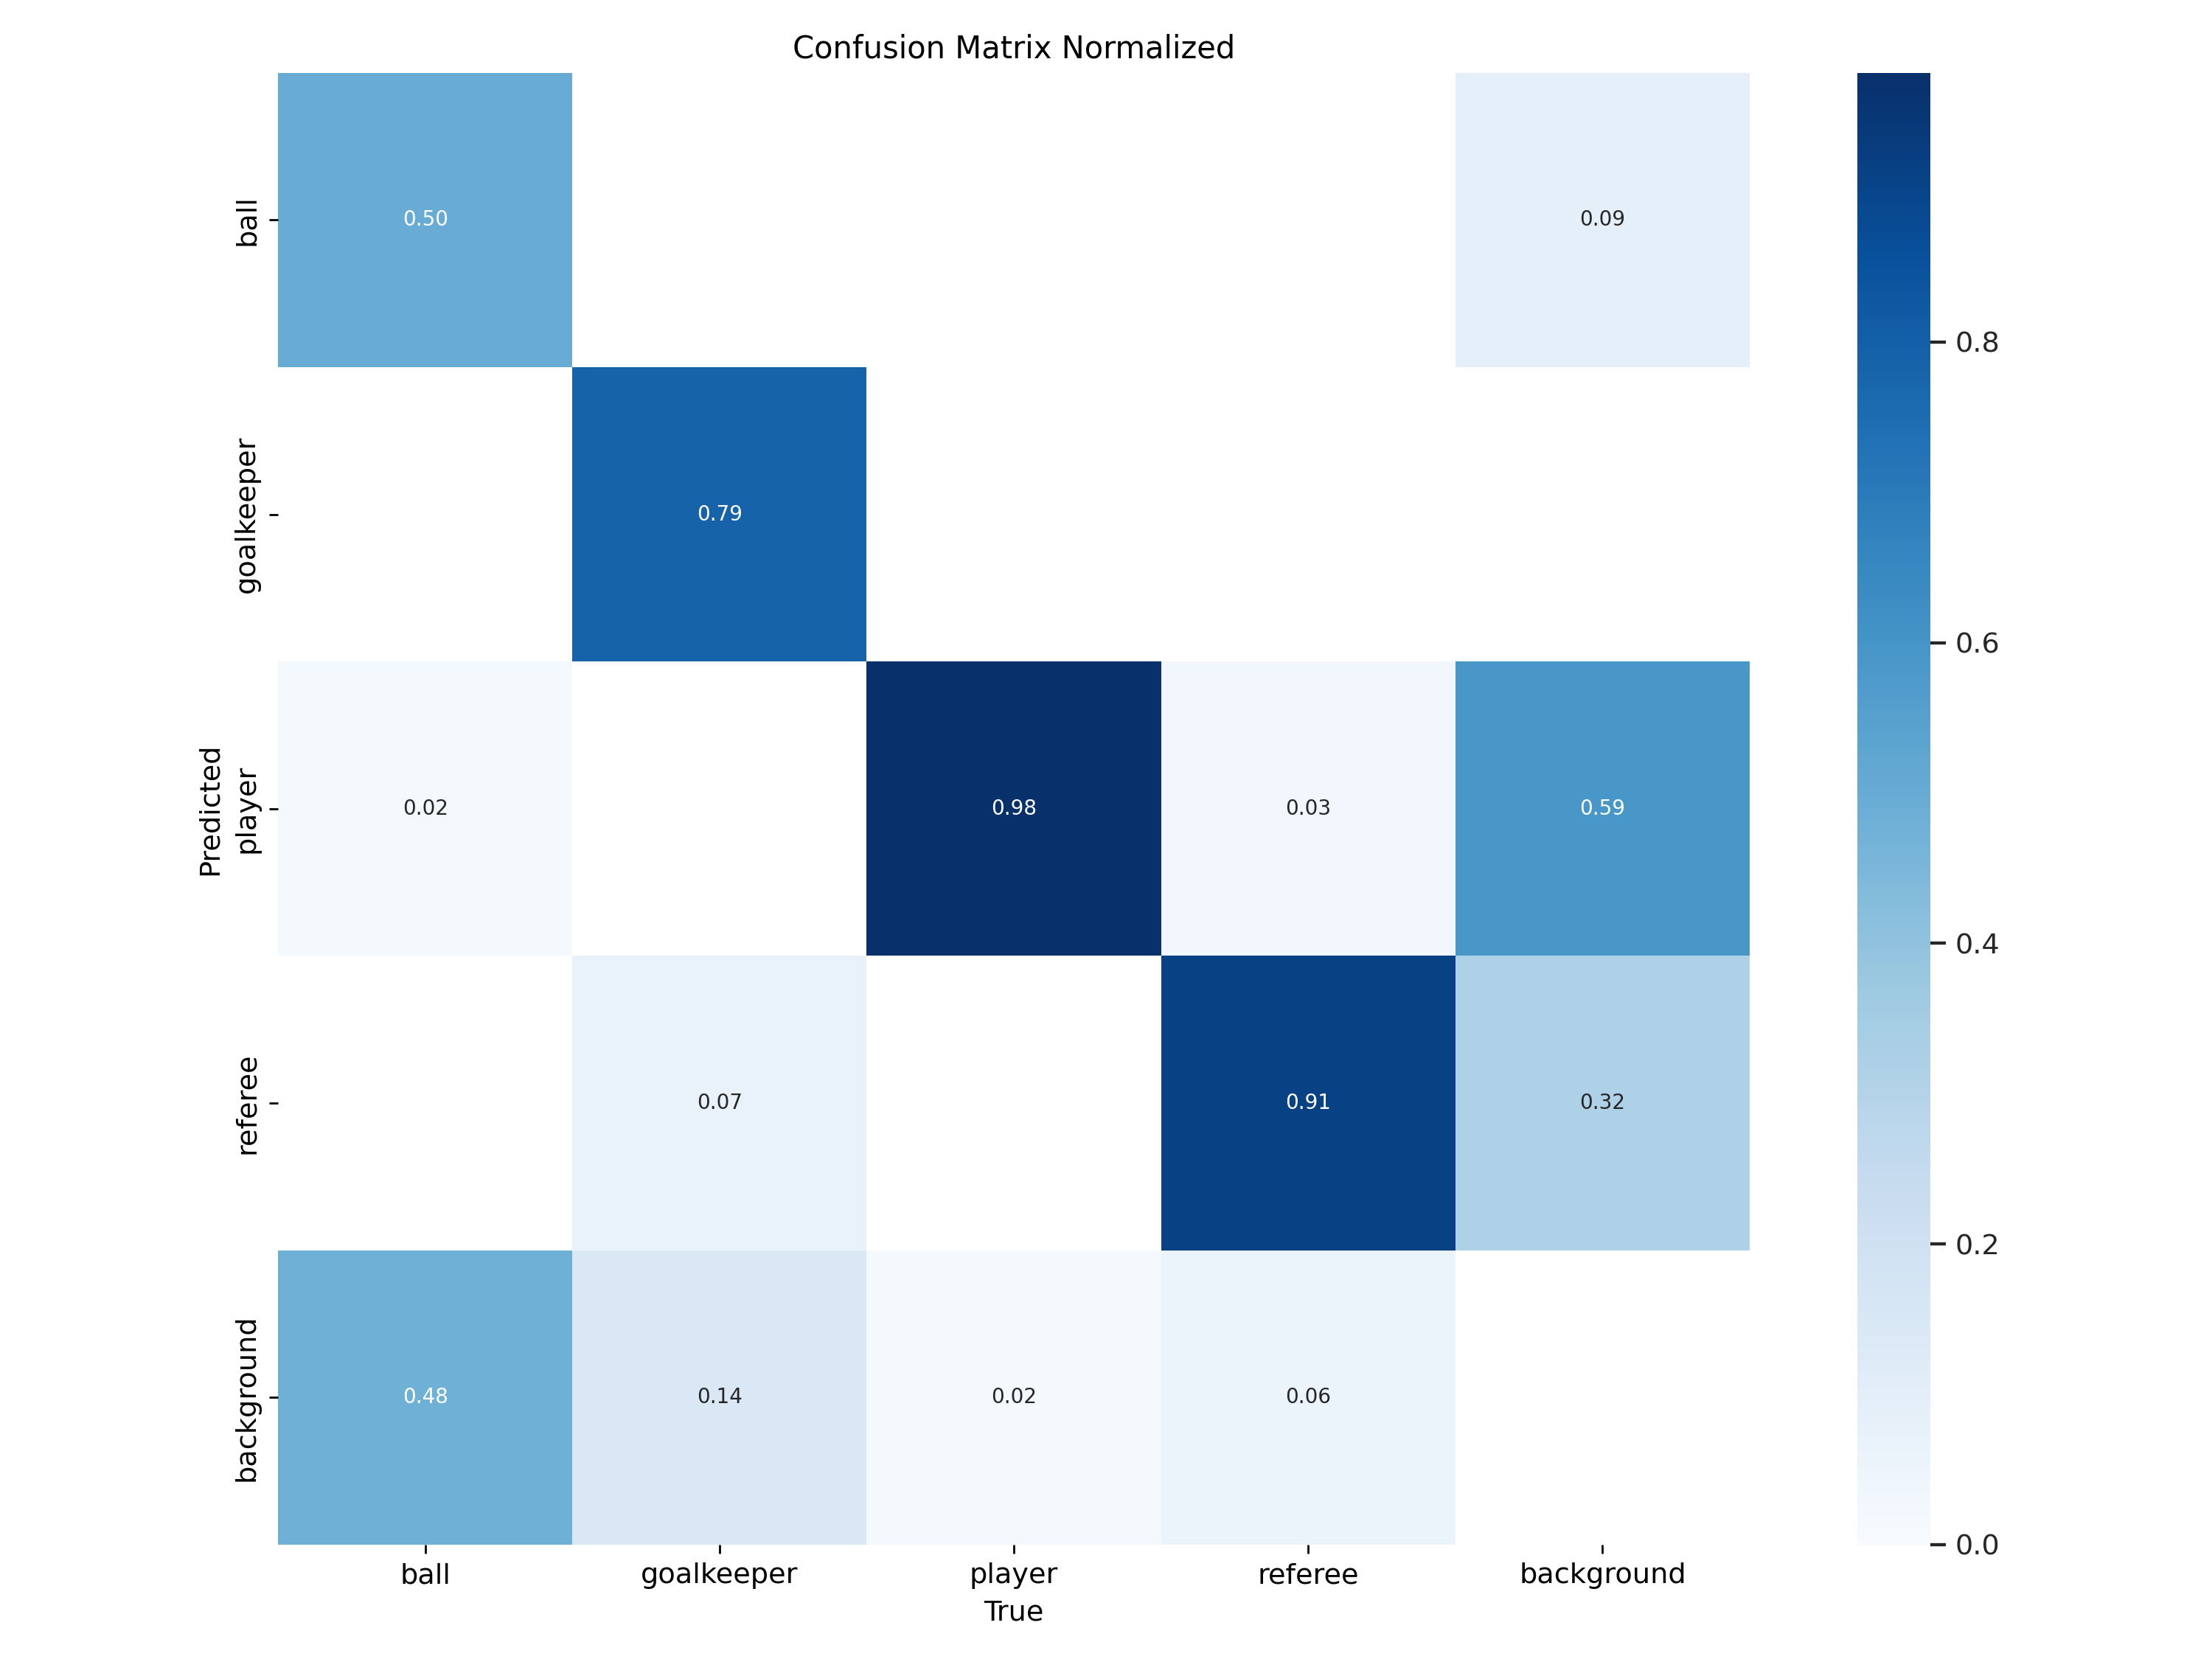 Confusion Matrix Normalized
ball
0.50
0.09
0.8
goalkeeper
0.79
0.6
Predicted
player
0.02
0.98
0.03
0.59
0.4
referee
0.07
0.91
0.32
0.2
background
0.48
0.14
0.02
0.06
0.0
ball goalkeeper player referee background
True